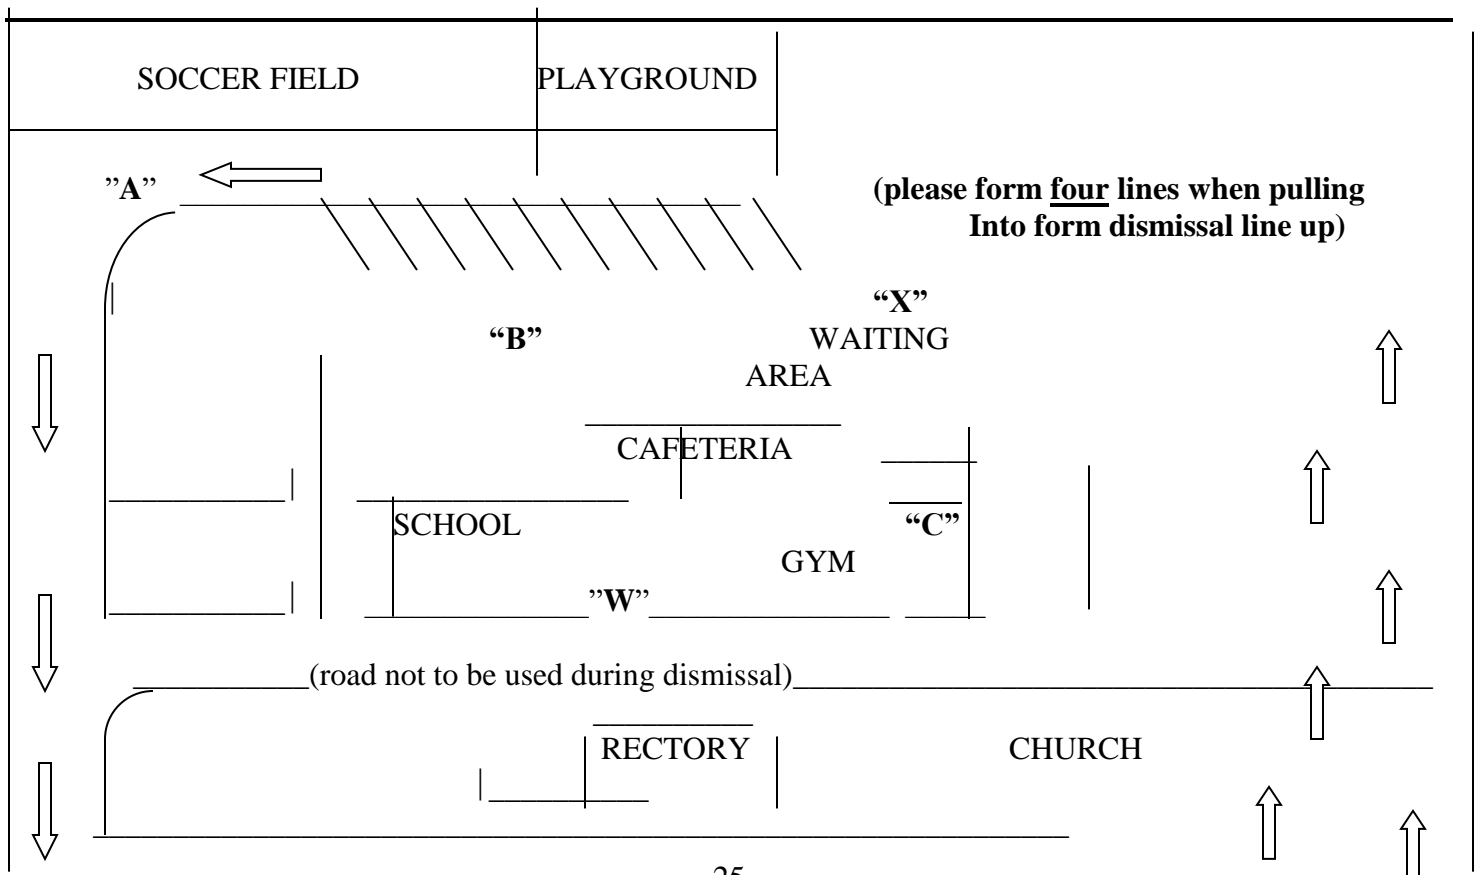 SOCCER FIELD PLAYGROUND
”A”
(please form four lines when pulling
Into form dismissal line up)
“X”
“B” WAITING
AREA
CAFETERIA
SCHOOL “C”
GYM
”W”
(road not to be used during dismissal)
RECTORY CHURCH
25